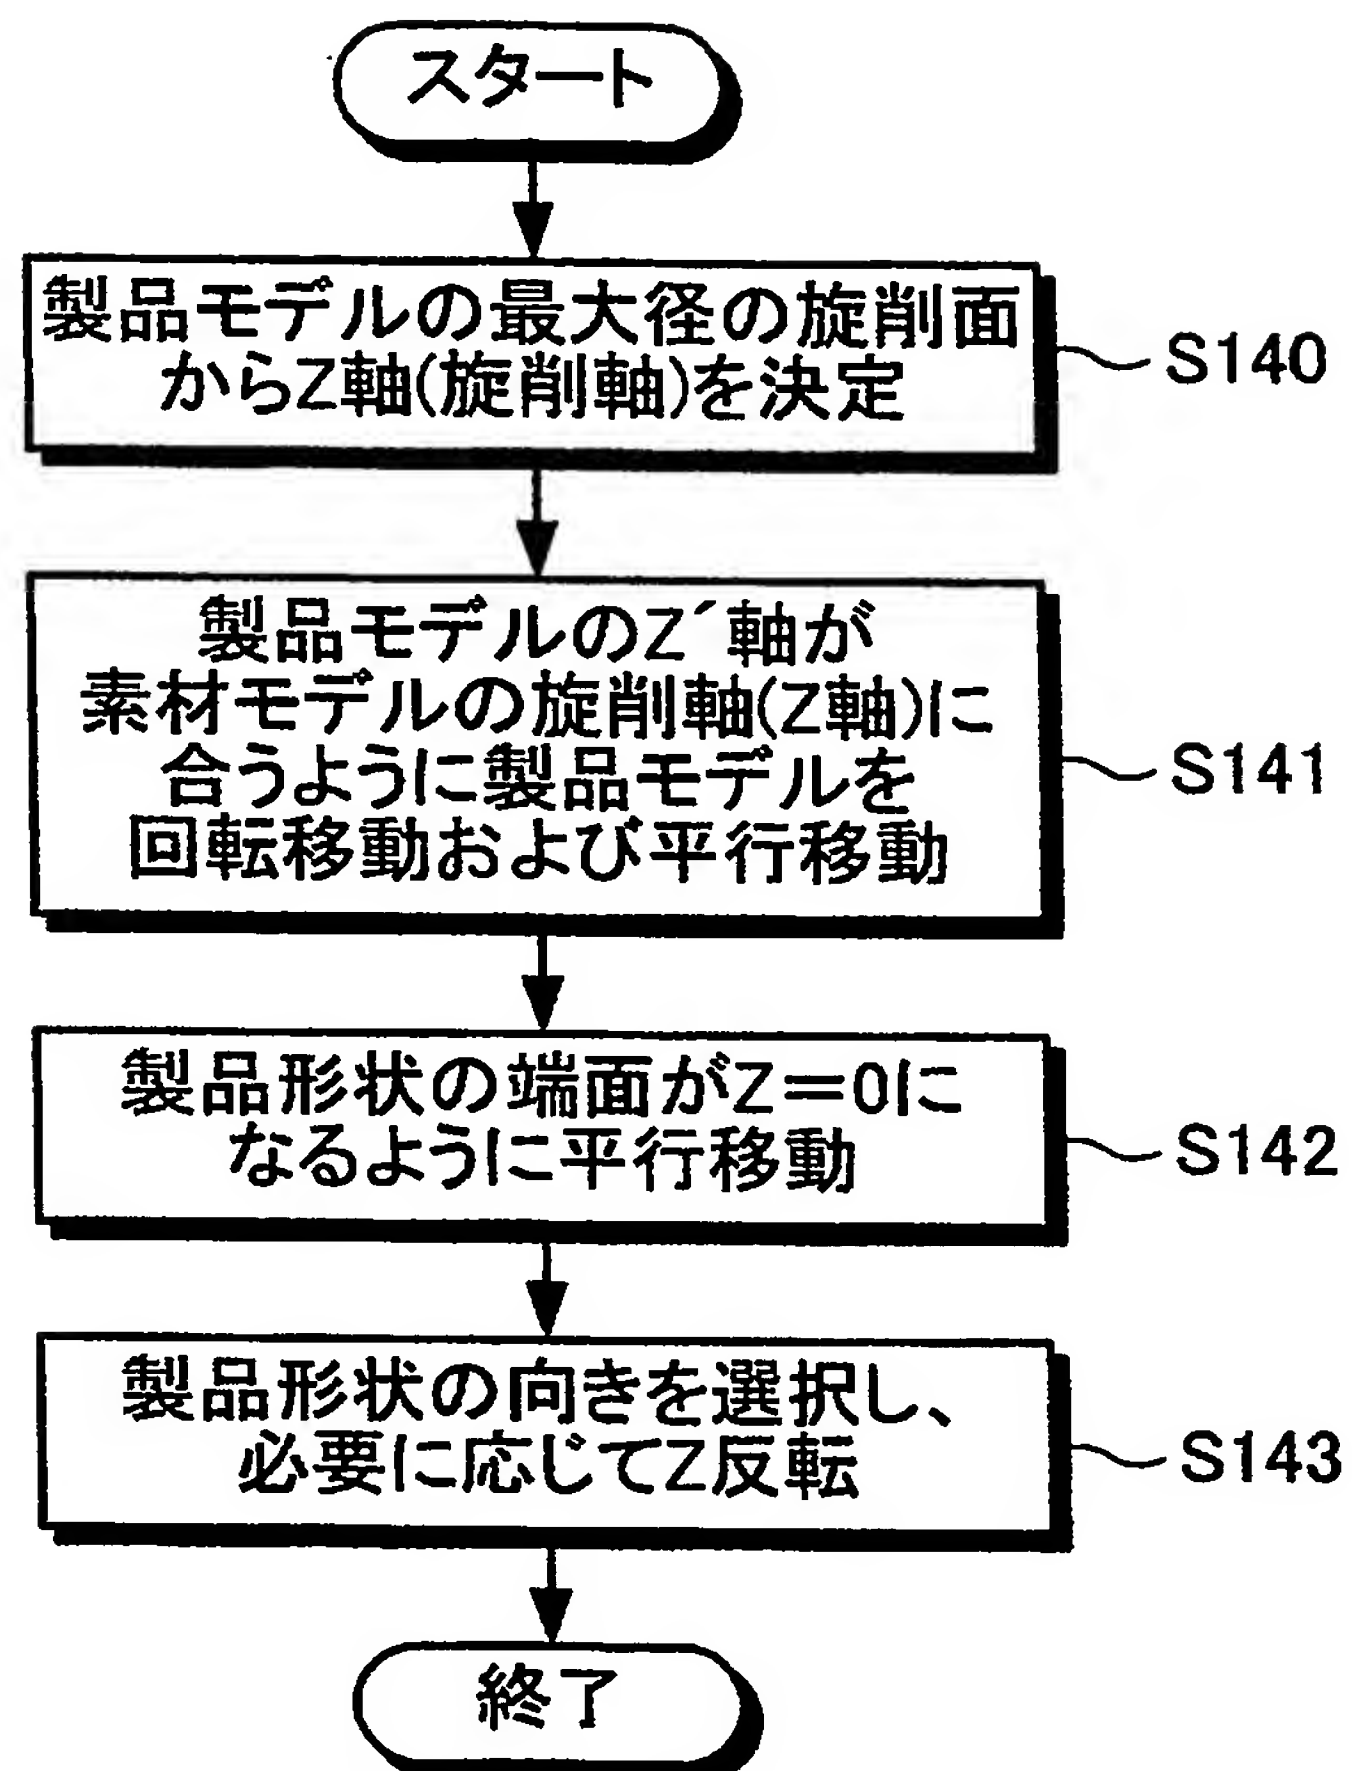 スタート
製品モデルの最大径の旋削面
からZ軸(旋削軸)を決定
S140
製品モデルのZ´軸が
素材モデルの旋削軸(Z軸)に
合うように製品モデルを
回転移動および平行移動
S141
製品形状の端面がZ=0に
なるように平行移動
S142
製品形状の向きを選択し、
必要に応じてZ反転
S143
終了